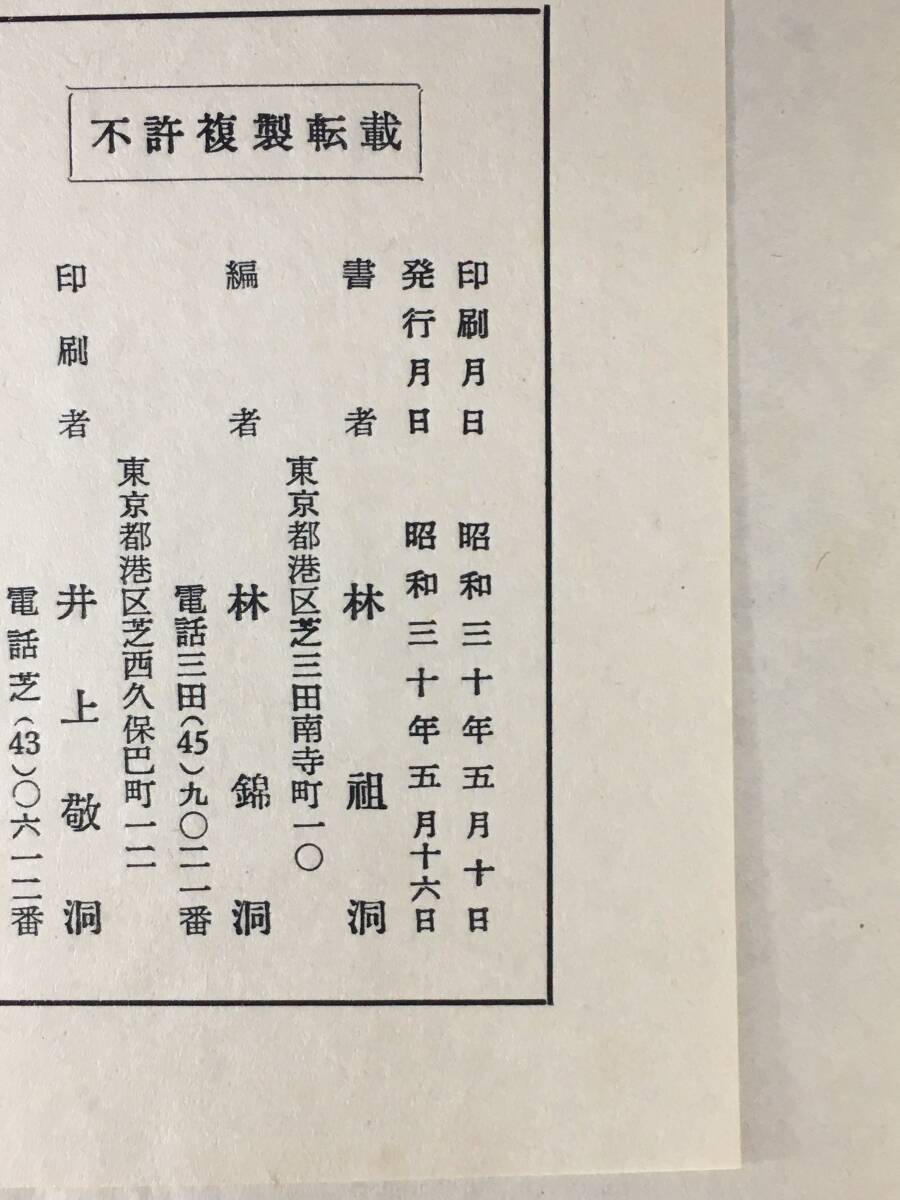 不許複製転載
印刷月日 昭和三十年五月十日
発行月日 昭和三十年五月十六日
書者 林祖洞
東京都港区芝三田南寺町一〇
編者 林錦洞
電話三田(45)九〇二一番
東京都港区芝西久保巴町一二
印刷者 井上敬洞
電話芝(43)〇六一二番